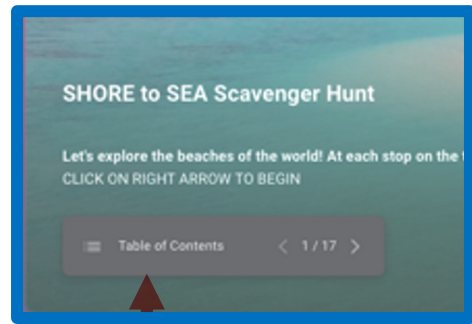 SHORE to SEA Scavenger Hunt
Let's explore the beaches of the world! At each stop on the
CLICK ON RIGHT ARROW TO BEGIN
Table of Contents < 1 / 17 >